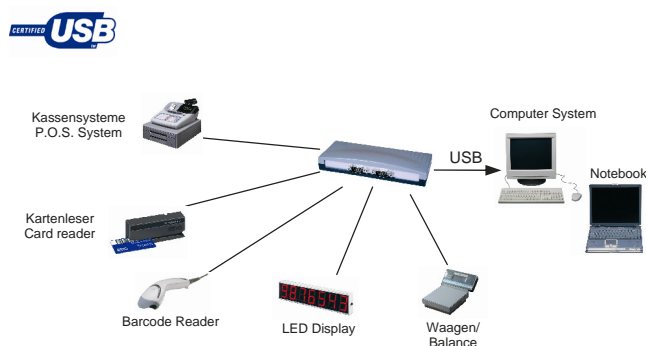 CERTIFIED
USB
TM
Kassensysteme
P.O.S. System
Computer System
USB
Notebook
Kartenleser
Card reader
Barcode Reader
LED Display
Waagen/
Balance